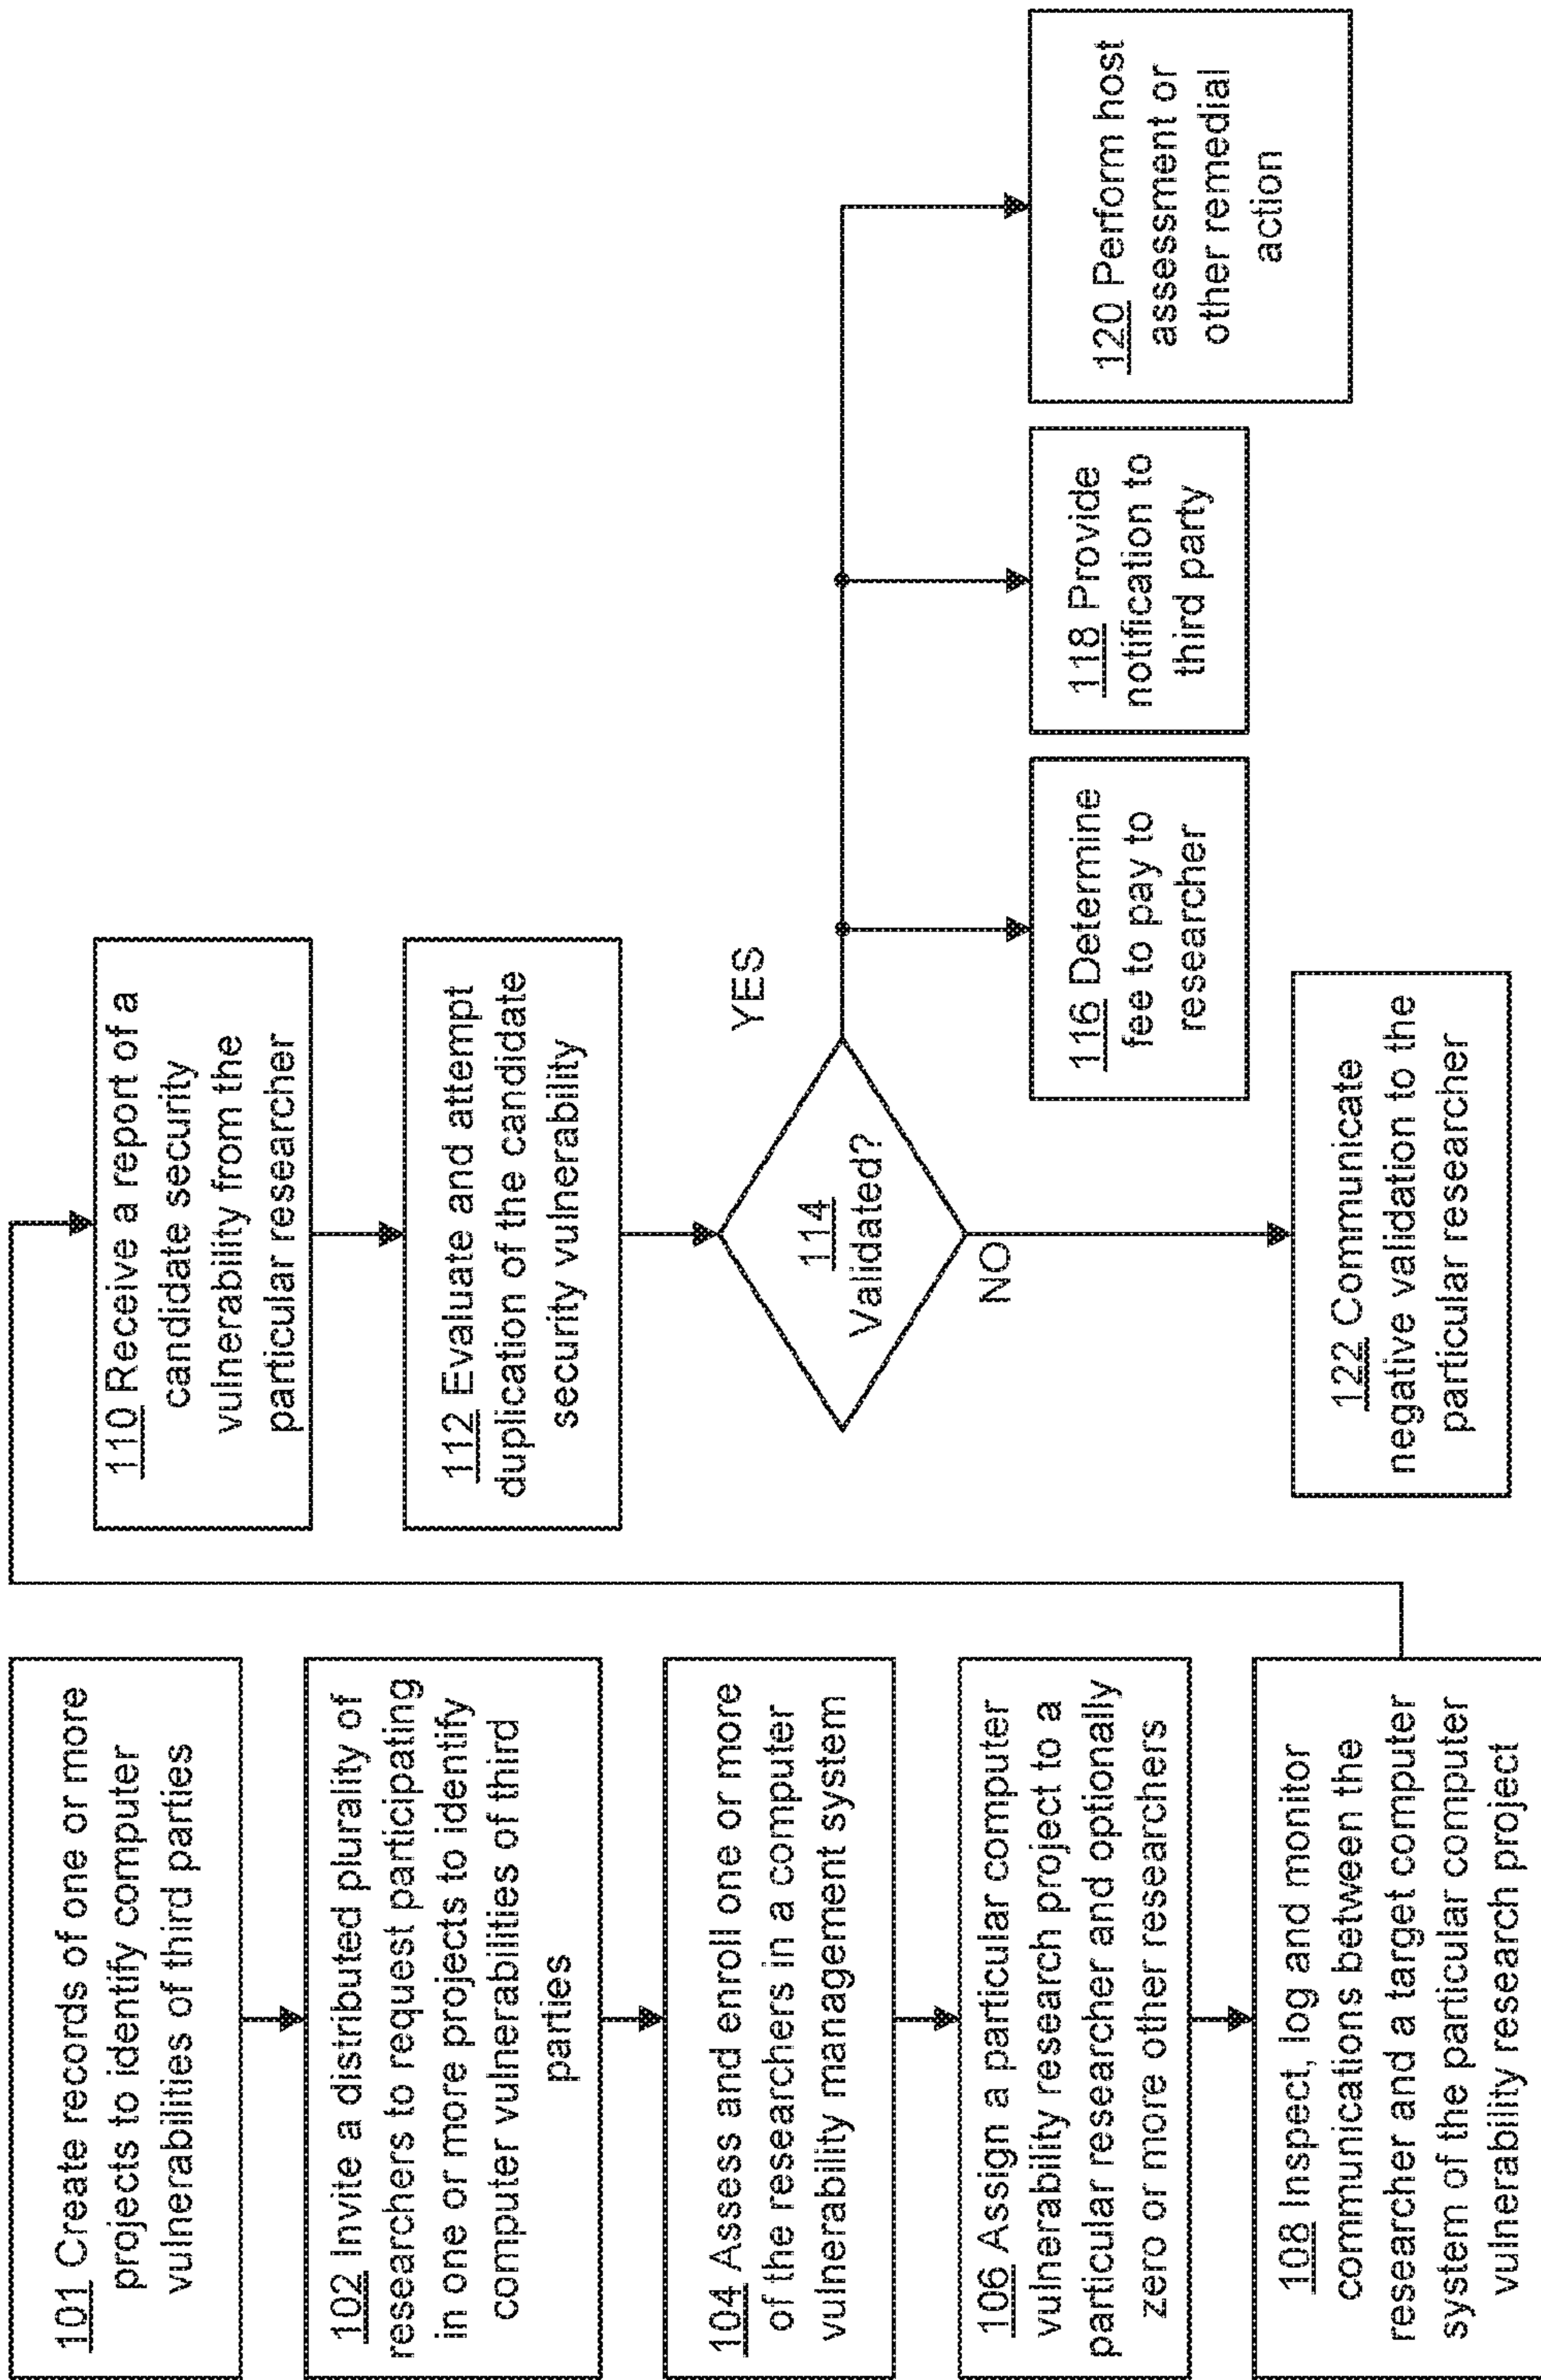 101 Create records of one or more
projects to identify computer
vulnerabilities of third parties
102 Invite a distributed plurality of
researchers to request participating
in one or more projects to identify
computer vulnerabilities of third
parties
104 Assess and enroll one or more
of the researchers in a computer
vulnerability management system
106 Assign a particular computer
vulnerability research project to a
particular researcher and optionally
zero or more other researchers
108 Inspect, log and monitor
communications between the
researcher and a target computer
system of the particular computer
vulnerability research project
110 Receive a report of a
candidate security
vulnerability from the
particular researcher
112 Evaluate and attempt
duplication of the candidate
security vulnerability
114
Validated?
YES
NO
116 Determine
fee to pay to
researcher
118 Provide
notification to
third party
120 Perform host
assessment or
other remedial
action
122 Communicate
negative validation to the
particular researcher